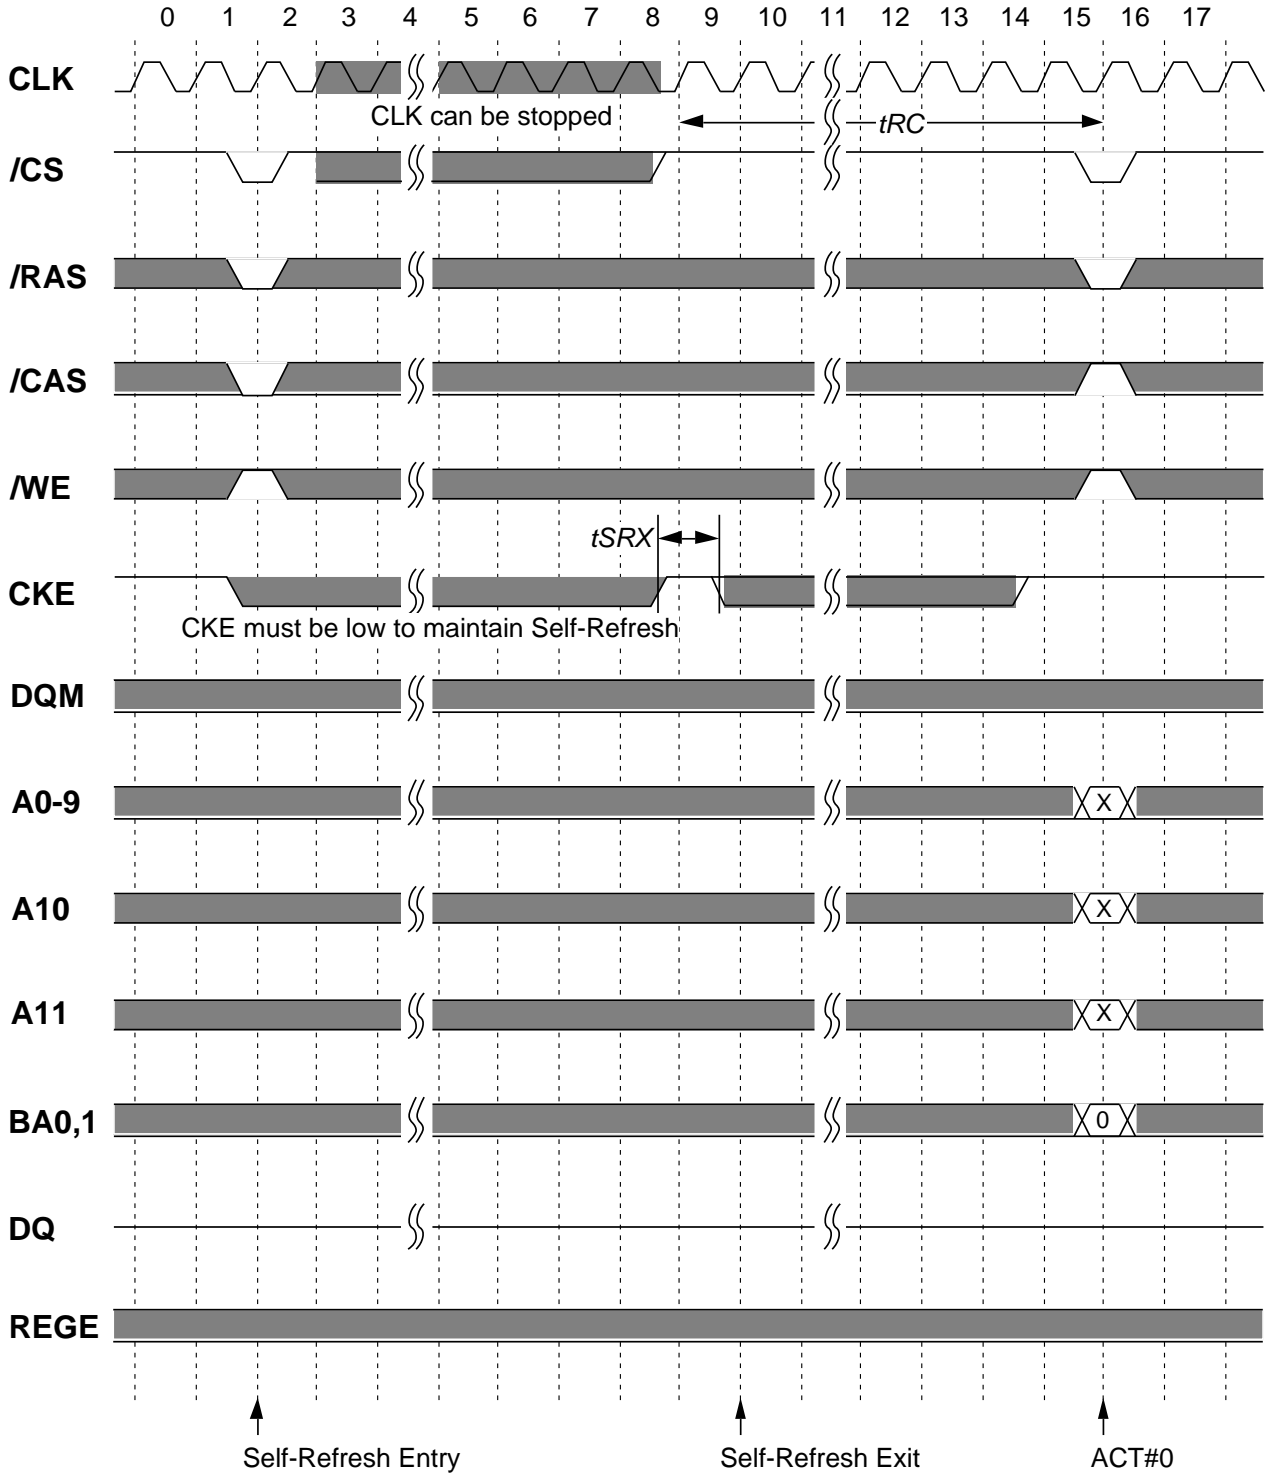 0 1 2 3 4 5 6 7 8 9 10 11 12 13 14 15 16 17
CLK
CLK can be stopped
tRC
/CS
/RAS
/CAS
/WE
tSRX
CKE
CKE must be low to maintain Self-Refresh
DQM
A0-9 X
A10 X
A11 X
BA0,1 0
DQ
REGE
Self-Refresh Entry Self-Refresh Exit ACT#0